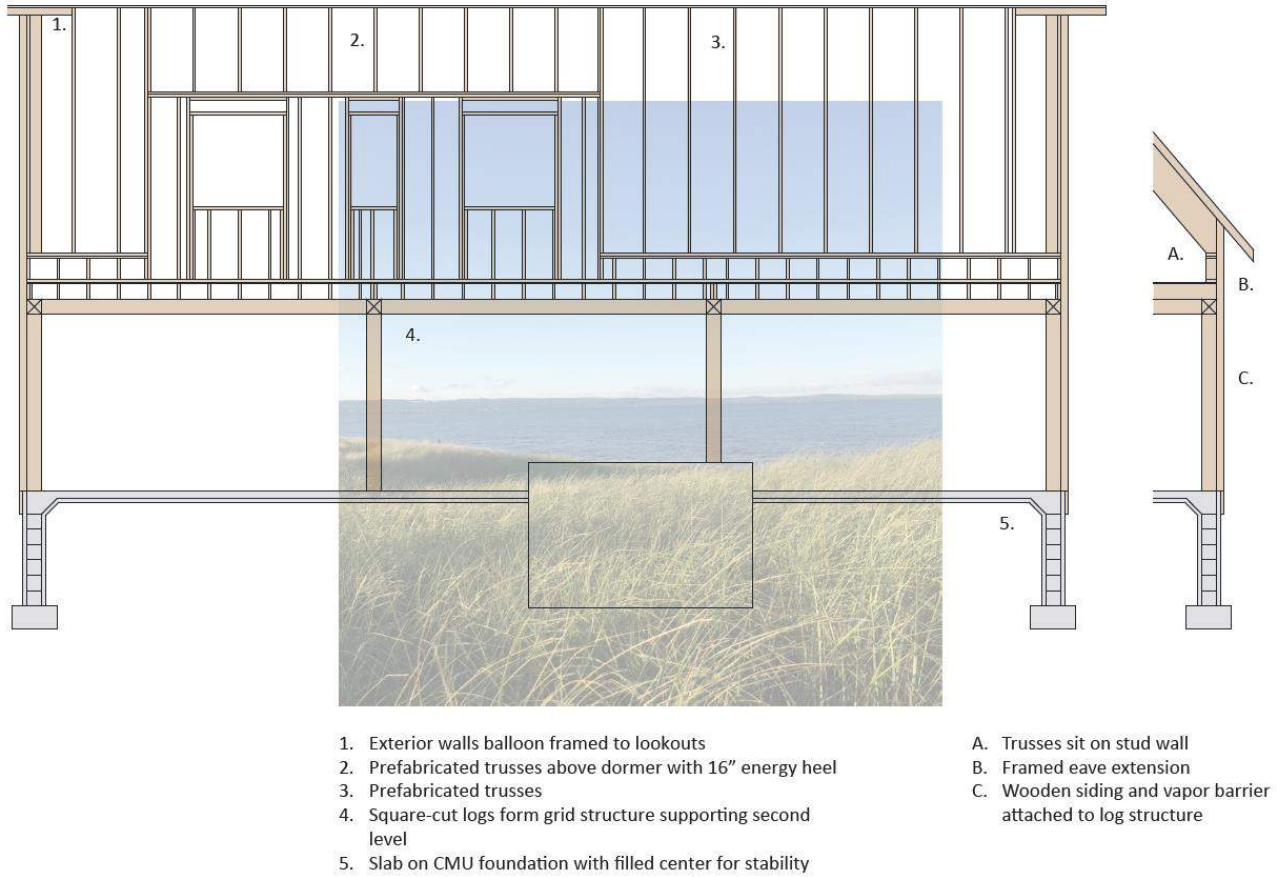 1.
2.
3.
A.
B.
4.
C.
5.
1. Exterior walls balloon framed to lookouts
2. Prefabricated trusses above dormer with 16” energy heel
3. Prefabricated trusses
4. Square-cut logs form grid structure supporting second
level
5. Slab on CMU foundation with filled center for stability
A. Trusses sit on stud wall
B. Framed eave extension
C. Wooden siding and vapor barrier
attached to log structure